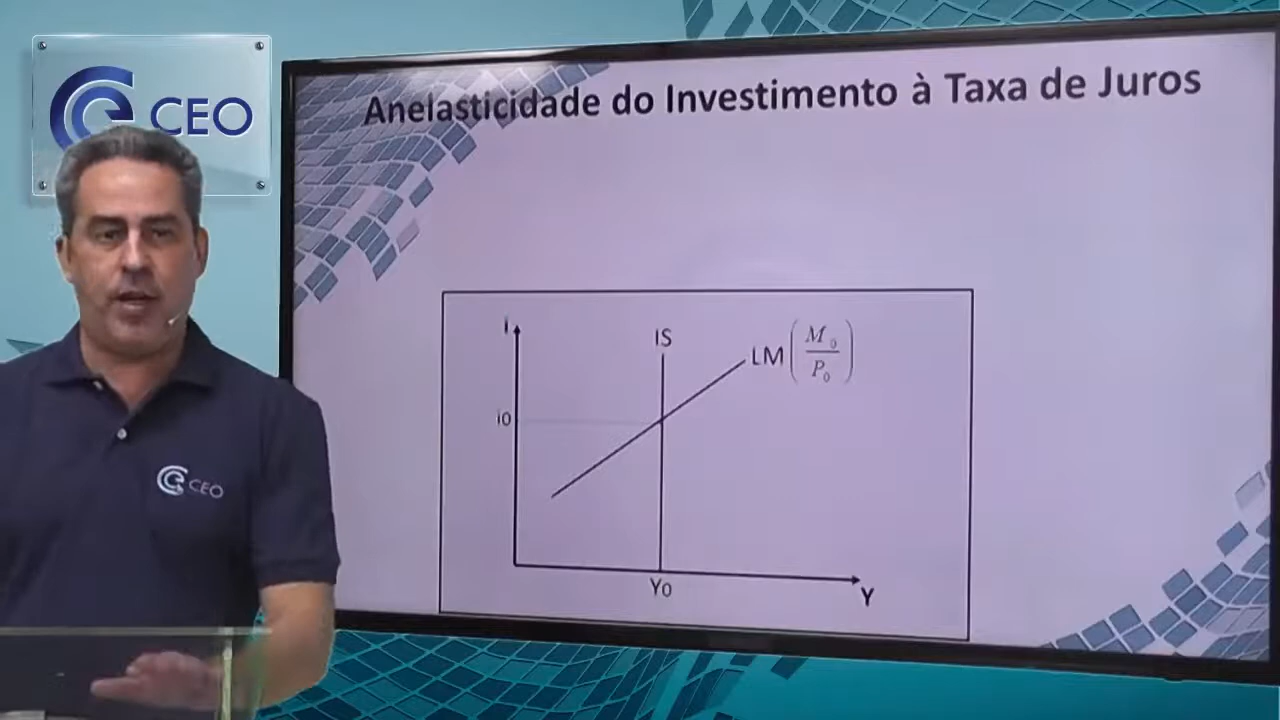 CEO
Anelasticidade do Investimento à Taxa de Juros
i
IS
LM (M0/P0)
i0
Y0
Y
CEO